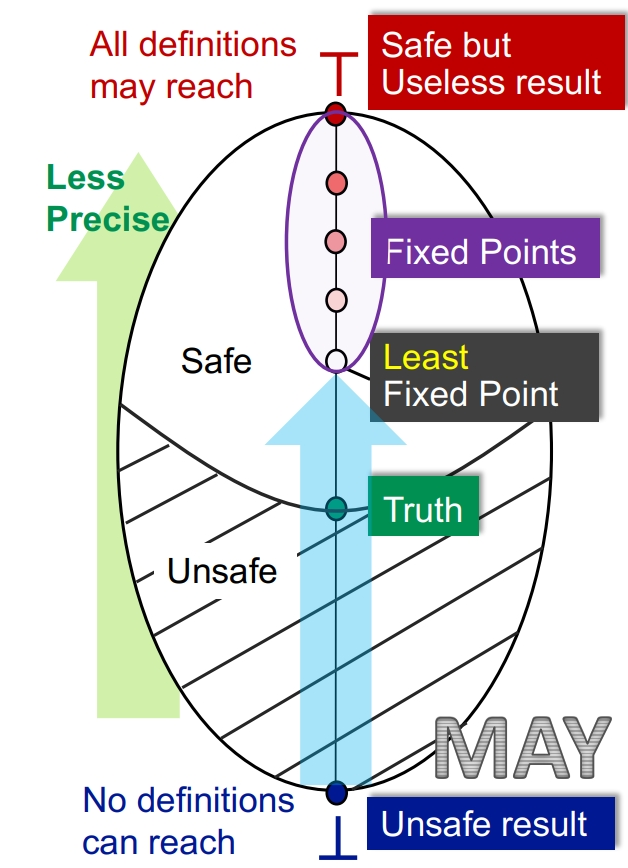 All definitions
may reach
⊤
Safe but
Useless result
Less
Precise
Fixed Points
Safe
Least
Fixed Point
Truth
Unsafe
MAY
No definitions
can reach
⊥
Unsafe result